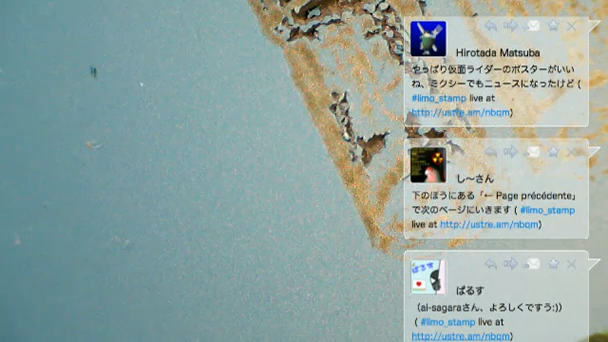 Hirotada Matsuba
やっぱり仮面ライダーのポスターがいい
ね、ミクシーでもニュースになったけど (
#limo_stamp live at
http://ustre.am/nbqm)
し〜さん
下のほうにある「← Page précédente」
で次のページにいきます ( #limo_stamp
live at http://ustre.am/nbqm)
ぱるす
（ai-sagaraさん、よろしくですう:))
( #limo_stamp live at
http://ustre.am/nbqm)